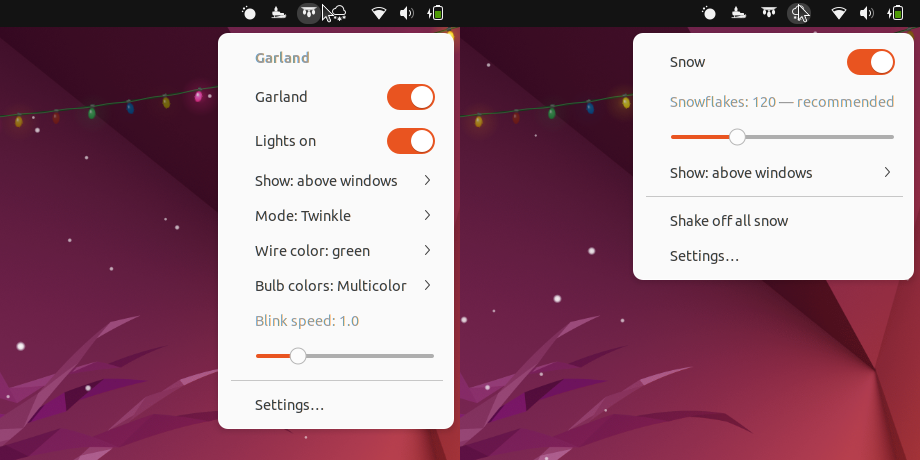 Garland
Garland
Lights on
Show: above windows
Mode: Twinkle
Wire color: green
Bulb colors: Multicolor
Blink speed: 1.0
Settings…
Snow
Snowflakes: 120 — recommended
Show: above windows
Shake off all snow
Settings…